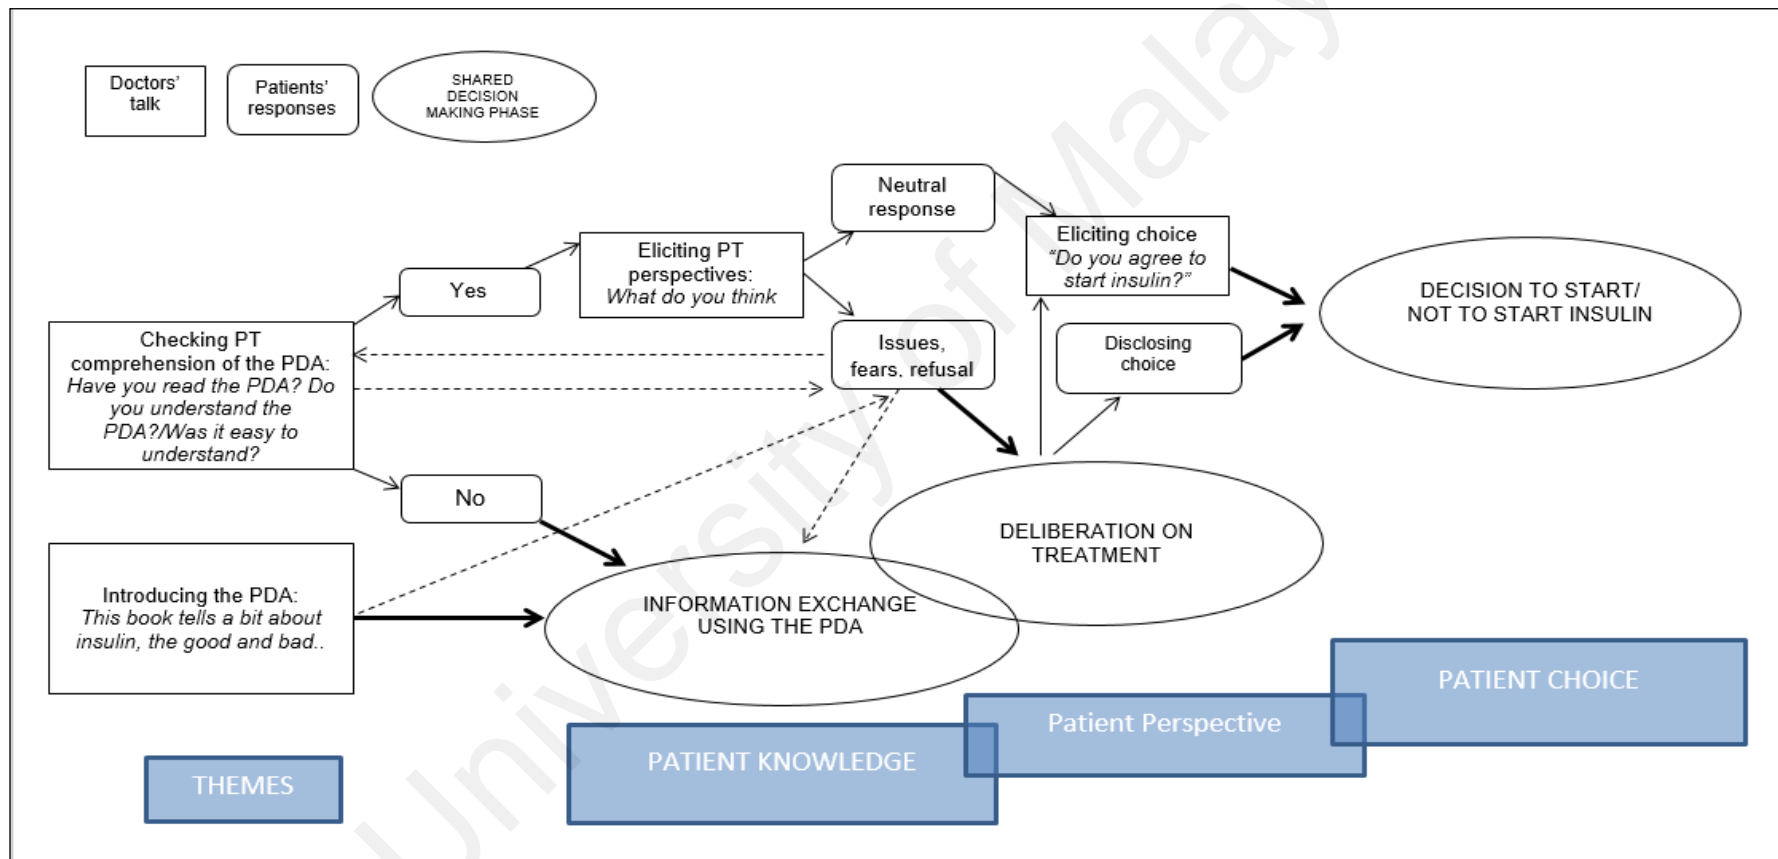 Doctors'
talk
Patients'
responses
SHARED
DECISION
MAKING PHASE
Neutral
response
Eliciting choice
"Do you agree to
start insulin?"
Eliciting PT
perspectives:
What do you think
Yes
DECISION TO START/
NOT TO START INSULIN
Checking PT
comprehension of the PDA:
Have you read the PDA? Do
you understand the
PDA?/Was it easy to
understand?
Issues,
fears, refusal
Disclosing
choice
No
DELIBERATION ON
TREATMENT
Introducing the PDA:
This book tells a bit about
insulin, the good and bad..
INFORMATION EXCHANGE
USING THE PDA
PATIENT CHOICE
Patient Perspective
PATIENT KNOWLEDGE
THEMES
University of Malay